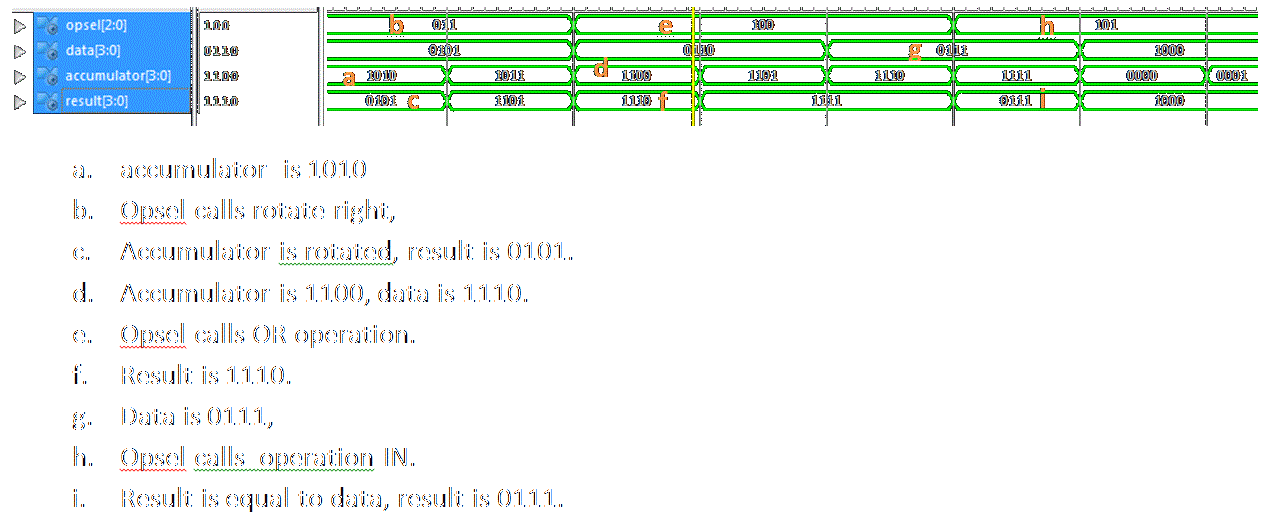 opsel[2:0] 100 b 011 e 100 h 101
data[3:0] 0110 0101 0110 g 0111 1000
accumulator[3:0] 1100 a 1010 1011 d 1100 1101 1110 1111 0000 0001
result[3:0] 1110 0101 c 1101 1110 f 1111 0111 i 1000
a. accumulator is 1010
b. Opsel calls rotate right,
c. Accumulator is rotated, result is 0101.
d. Accumulator is 1100, data is 1110.
e. Opsel calls OR operation.
f. Result is 1110.
g. Data is 0111,
h. Opsel calls operation IN.
i. Result is equal to data, result is 0111.